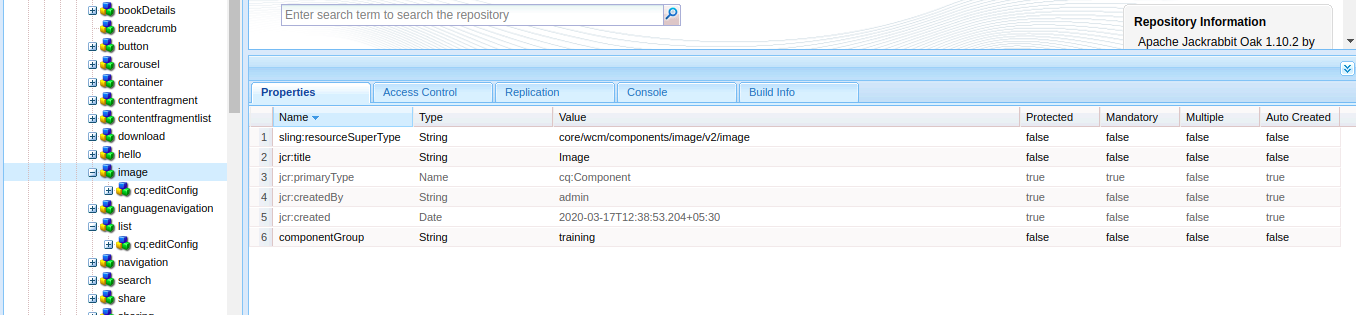 bookDetails
breadcrumb
button
carousel
container
contentfragment
contentfragmentlist
download
hello
image
cq:editConfig
languagenavigation
list
cq:editConfig
navigation
search
share
Enter search term to search the repository
Repository Information
Apache Jackrabbit Oak 1.10.2 by
Properties Access Control Replication Console Build Info
Name Type Value Protected Mandatory Multiple Auto Created
1 sling:resourceSuperType String core/wcm/components/image/v2/image false false false false
2 jcr:title String Image false false false false
3 jcr:primaryType Name cq:Component true true false true
4 jcr:createdBy String admin true false false true
5 jcr:created Date 2020-03-17T12:38:53.204+05:30 true false false true
6 componentGroup String training false false false false